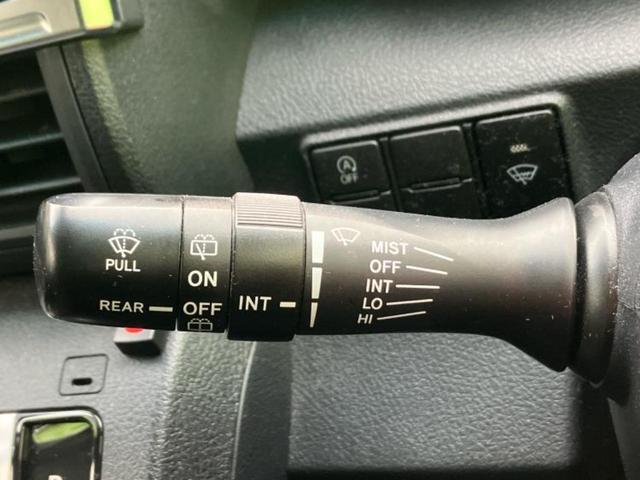 OFF
PULL
REAR
ON
OFF
INT
MIST
OFF
INT
LO
HI